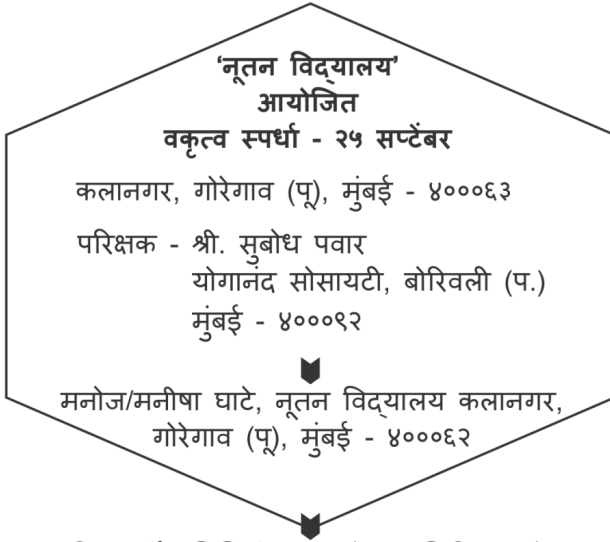 ‘नूतन विद्यालय’
आयोजित
वकृत्व स्पर्धा - २५ सप्टेंबर
कलानगर, गोरेगाव (पू), मुंबई - ४०००६३
परिक्षक - श्री. सुबोध पवार
योगानंद सोसायटी, बोरिवली (प.)
मुंबई - ४०००९२
मनोज/मनीषा घाटे, नूतन विद्यालय कलानगर,
गोरेगाव (पू), मुंबई - ४०००६२